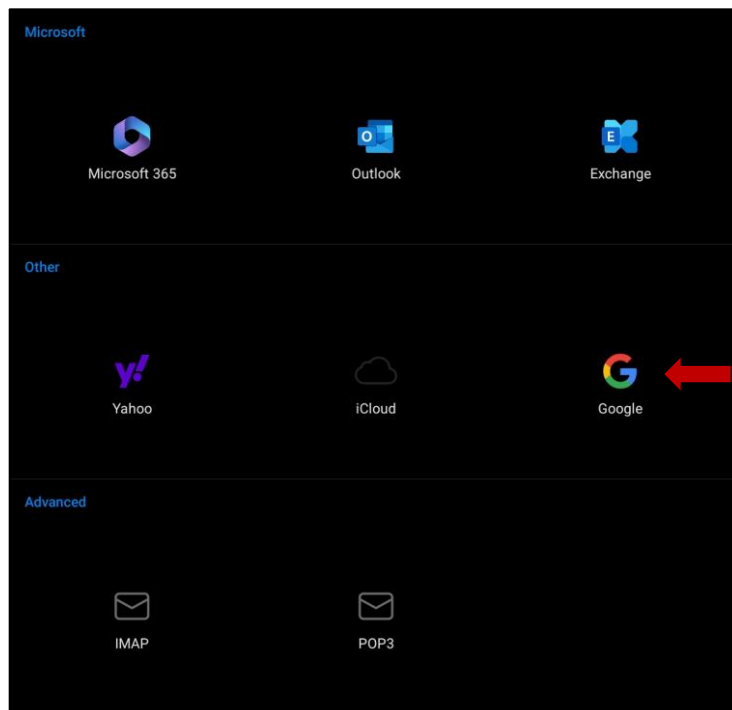 Microsoft
Microsoft 365
Outlook
Exchange
Other
Yahoo
iCloud
Google
Advanced
IMAP
POP3